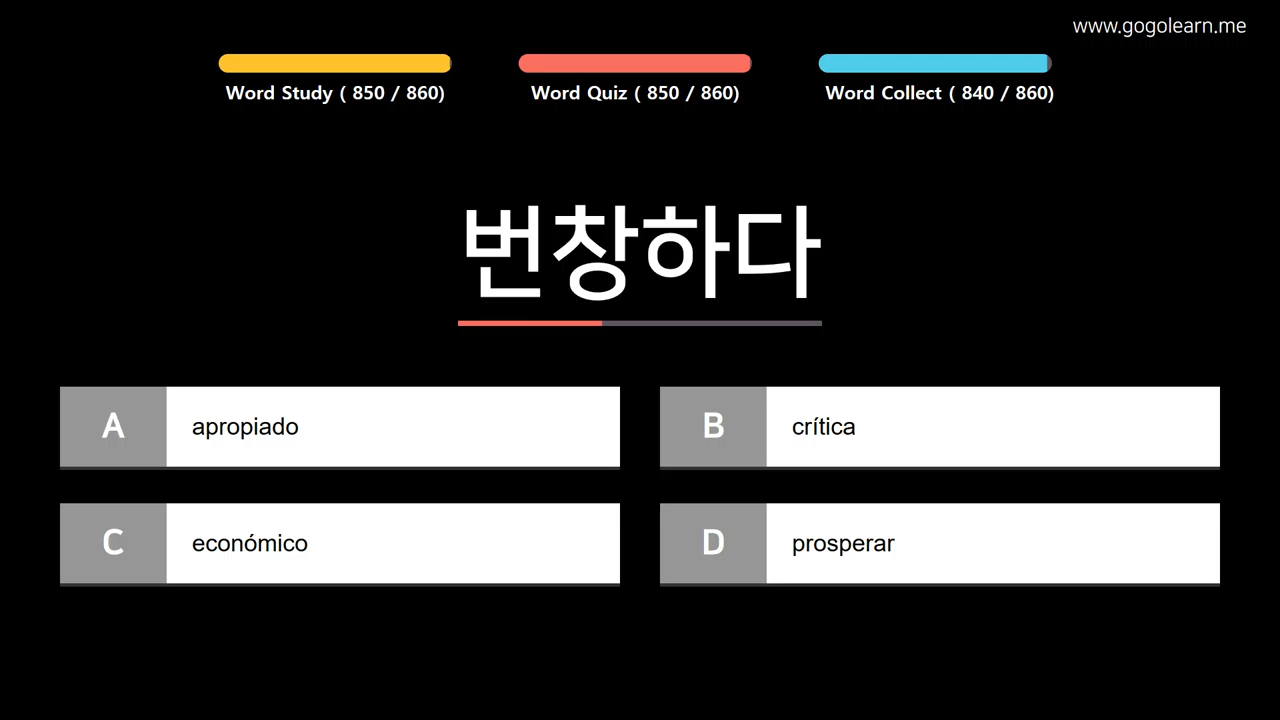 www.gogolearn.me
Word Study ( 850 / 860)
Word Quiz ( 850 / 860)
Word Collect ( 840 / 860)
번창하다
A apropiado
B crítica
C económico
D prosperar